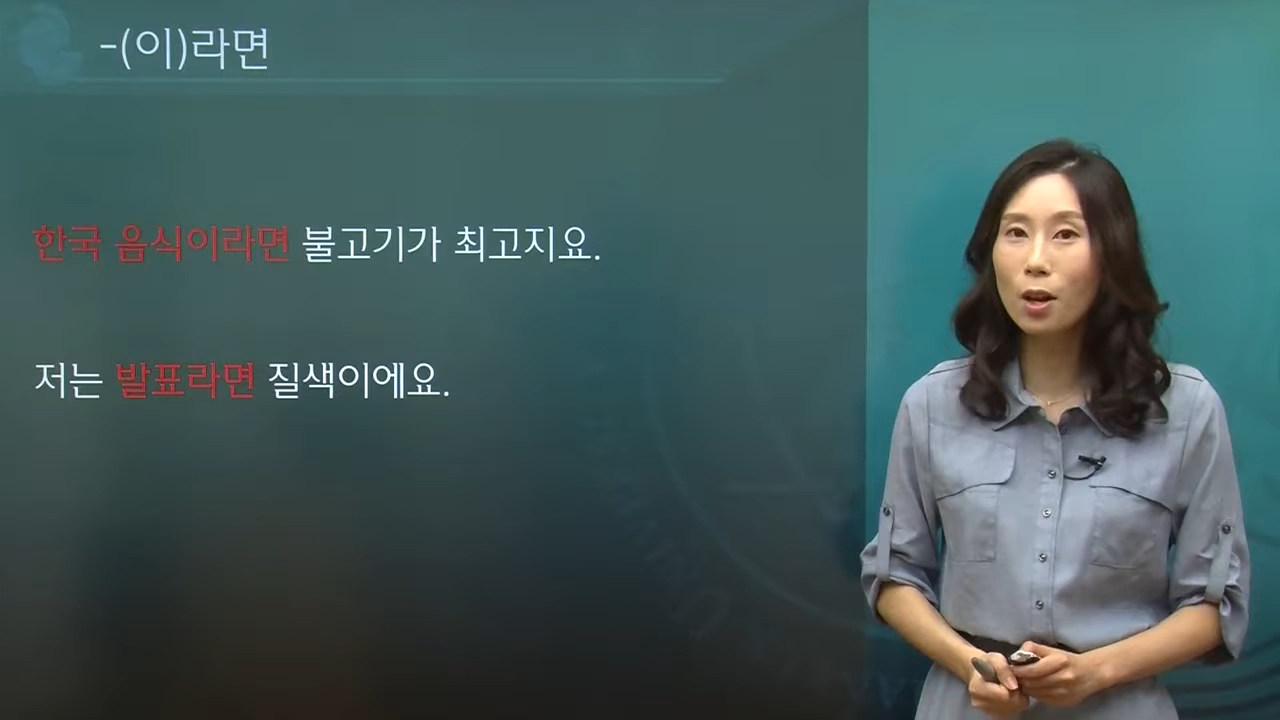 -(이)라면
한국 음식이라면 불고기가 최고지요.
저는 발표라면 질색이에요.